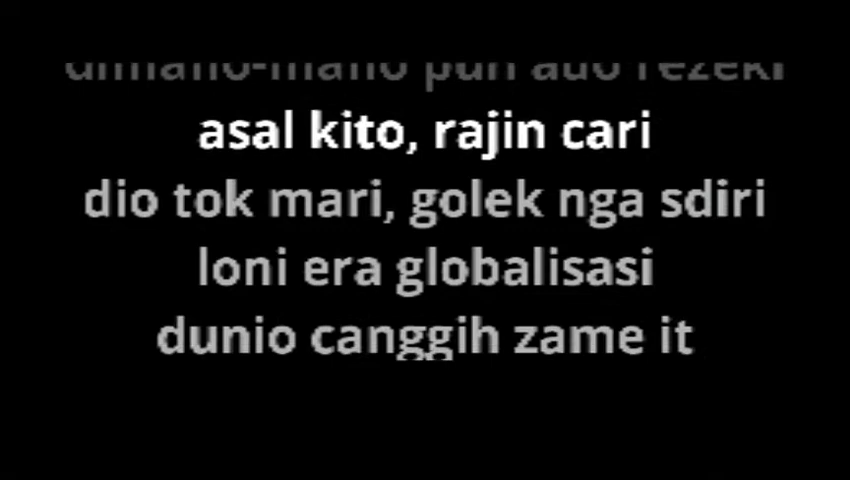 dimano-mano pun ado rezeki
asal kito, rajin cari
dio tok mari, golek nga sdiri
loni era globalisasi
dunio canggih zame it